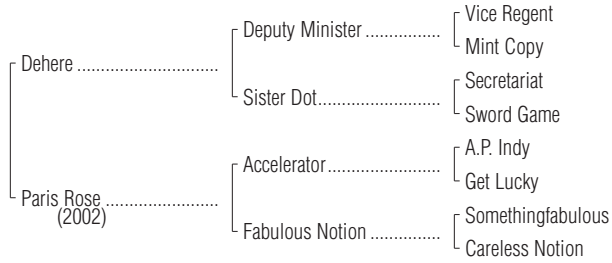 Vice Regent
Deputy Minister ...................
Mint Copy
Dehere ..............................
Secretariat
Sister Dot..........................
Sword Game
A.P. Indy
Accelerator........................
Get Lucky
Paris Rose ........................
(2002)
Somethingfabulous
Fabulous Notion ...............
Careless Notion